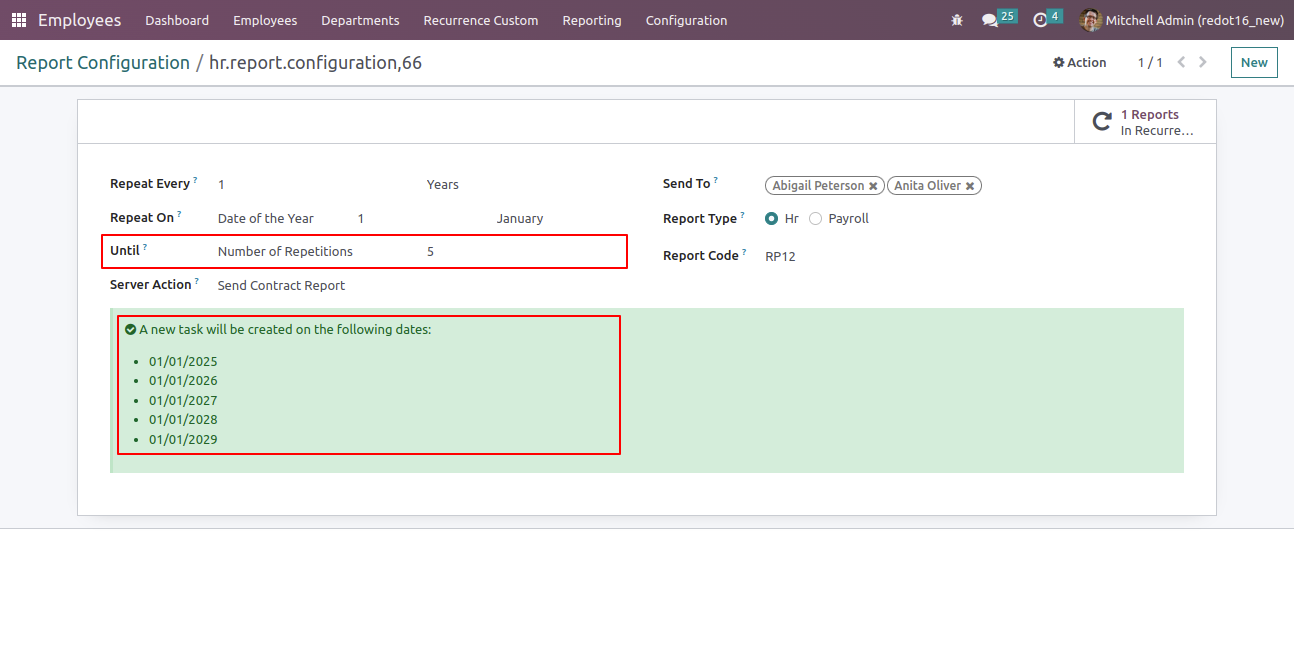 Employees Dashboard Employees Departments Recurrence Custom Reporting Configuration 25 4 Mitchell Admin (redot16_new)
Report Configuration / hr.report.configuration,66 Action 1 / 1 New
1 Reports
In Recurre...
Repeat Every ? 1 Years
Repeat On ? Date of the Year 1 January
Until ? Number of Repetitions 5
Server Action ? Send Contract Report
Send To ? Abigail Peterson Anita Oliver
Report Type ? Hr Payroll
Report Code ? RP12
A new task will be created on the following dates:
• 01/01/2025
• 01/01/2026
• 01/01/2027
• 01/01/2028
• 01/01/2029